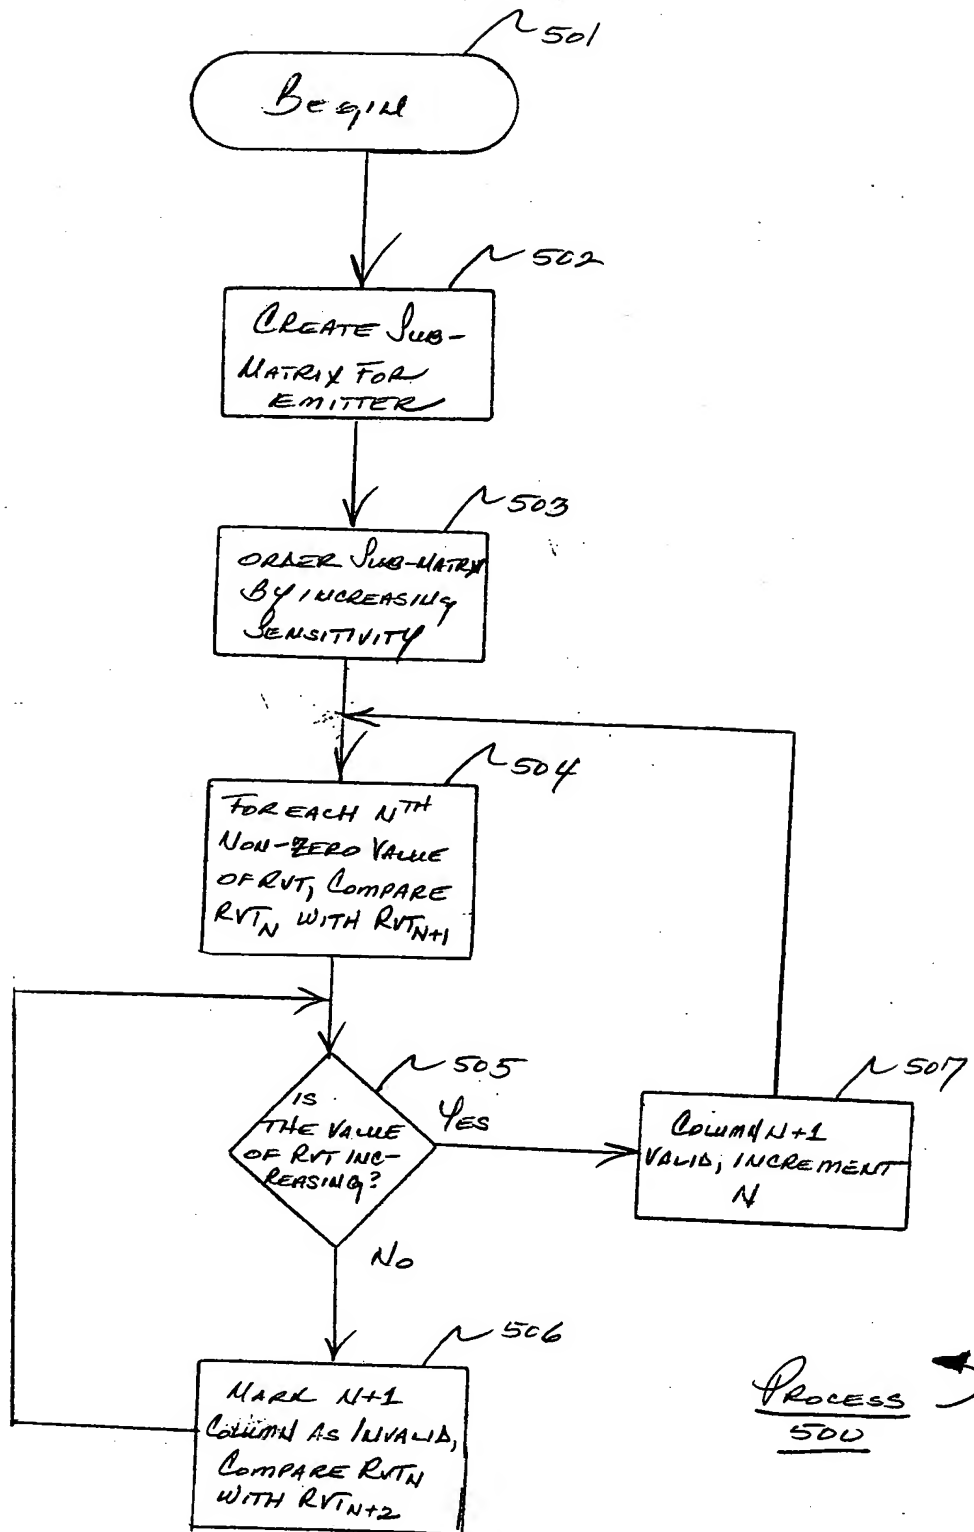 501
Begin
502
CREATE SUB-
MATRIX FOR
EMITTER
503
ORDER SUB-MATRIX
BY INCREASING
SENSITIVITY
504
FOR EACH NTH
NON-ZERO VALUE
OF RVT, COMPARE
RVTN WITH RVTN+1
505
IS
THE VALUE
OF RVT INC-
REASING?
YES
507
COLUMN N+1
VALID; INCREMENT
N
NO
506
MARK N+1
COLUMN AS INVALID,
COMPARE RVTN
WITH RVTN+2
PROCESS
500